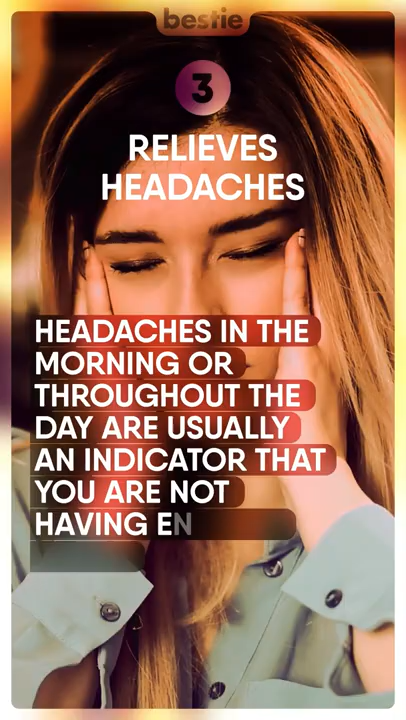 bestie
3
RELIEVES
HEADACHES
HEADACHES IN THE
MORNING OR
THROUGHOUT THE
DAY ARE USUALLY
AN INDICATOR THAT
YOU ARE NOT
HAVING EN